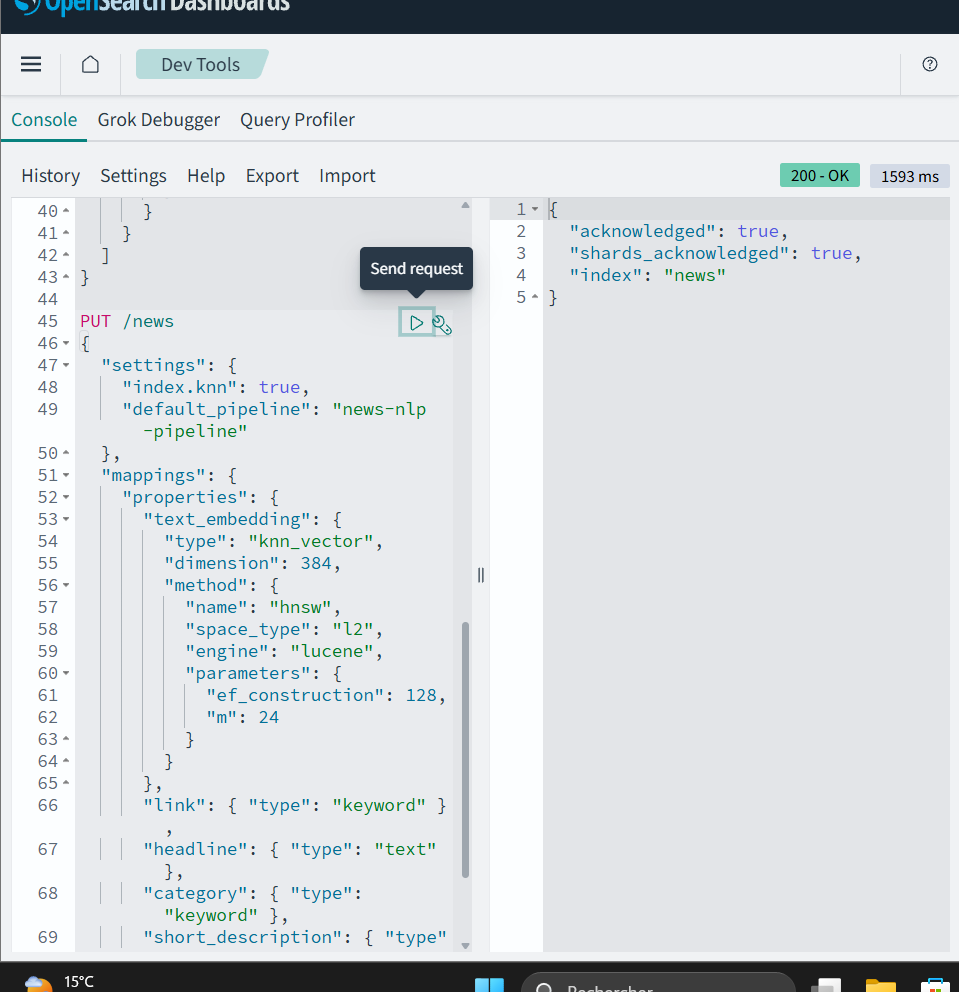 OpenSearch Dashboards
Dev Tools
Console Grok Debugger Query Profiler
History Settings Help Export Import
200 - OK 1593 ms
40 }
41 }
42 ]
43 }
44
Send request
45 PUT /news
46 {
47 "settings": {
48 "index.knn": true,
49 "default_pipeline": "news-nlp
-pipeline"
50 },
51 "mappings": {
52 "properties": {
53 "text_embedding": {
54 "type": "knn_vector",
55 "dimension": 384,
56 "method": {
57 "name": "hnsw",
58 "space_type": "l2",
59 "engine": "lucene",
60 "parameters": {
61 "ef_construction": 128,
62 "m": 24
63 }
64 }
65 },
66 "link": { "type": "keyword" }
,
67 "headline": { "type": "text"
},
68 "category": { "type":
"keyword" },
69 "short_description": { "type"
1 {
2 "acknowledged": true,
3 "shards_acknowledged": true,
4 "index": "news"
5 }
15°C
Rechercher